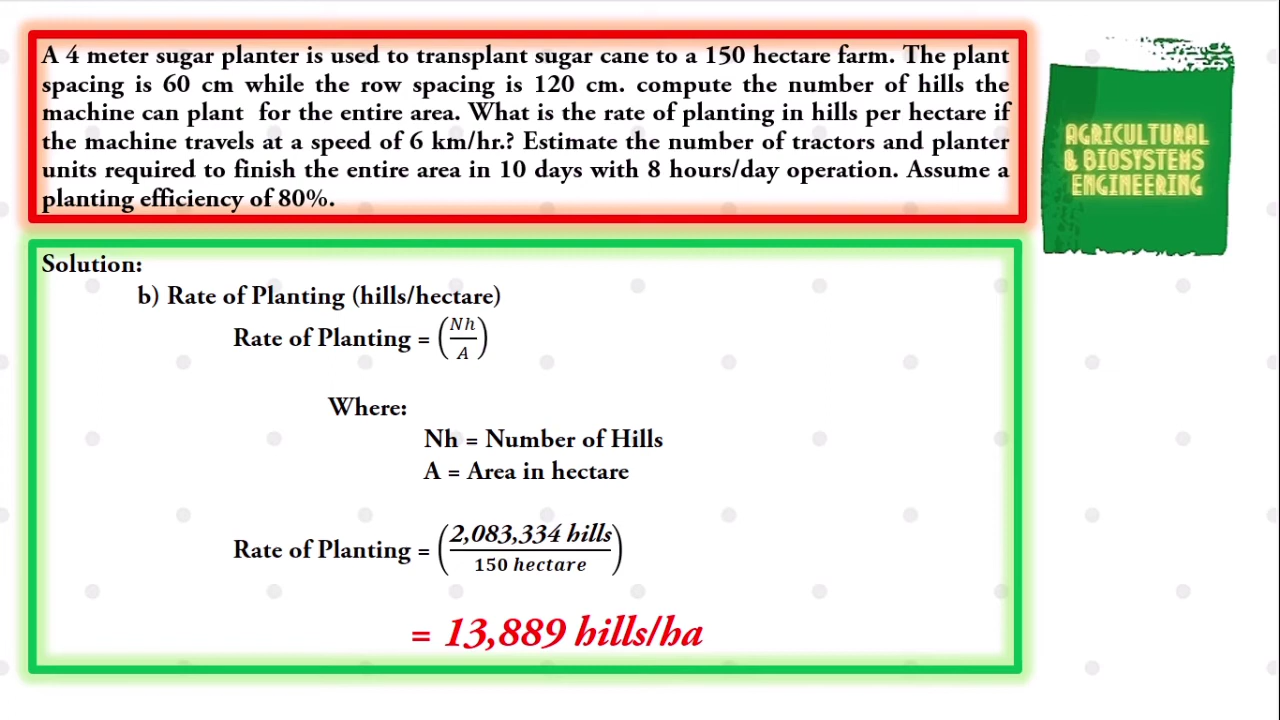 A 4 meter sugar planter is used to transplant sugar cane to a 150 hectare farm. The plant
spacing is 60 cm while the row spacing is 120 cm. compute the number of hills the
machine can plant for the entire area. What is the rate of planting in hills per hectare if
the machine travels at a speed of 6 km/hr.? Estimate the number of tractors and planter
units required to finish the entire area in 10 days with 8 hours/day operation. Assume a
planting efficiency of 80%.
AGRICULTURAL
& BIOSYSTEMS
ENGINEERING
Solution:
b) Rate of Planting (hills/hectare)
Rate of Planting = (Nh/A)
Where:
Nh = Number of Hills
A = Area in hectare
Rate of Planting = (2,083,334 hills/150 hectare)
= 13,889 hills/ha